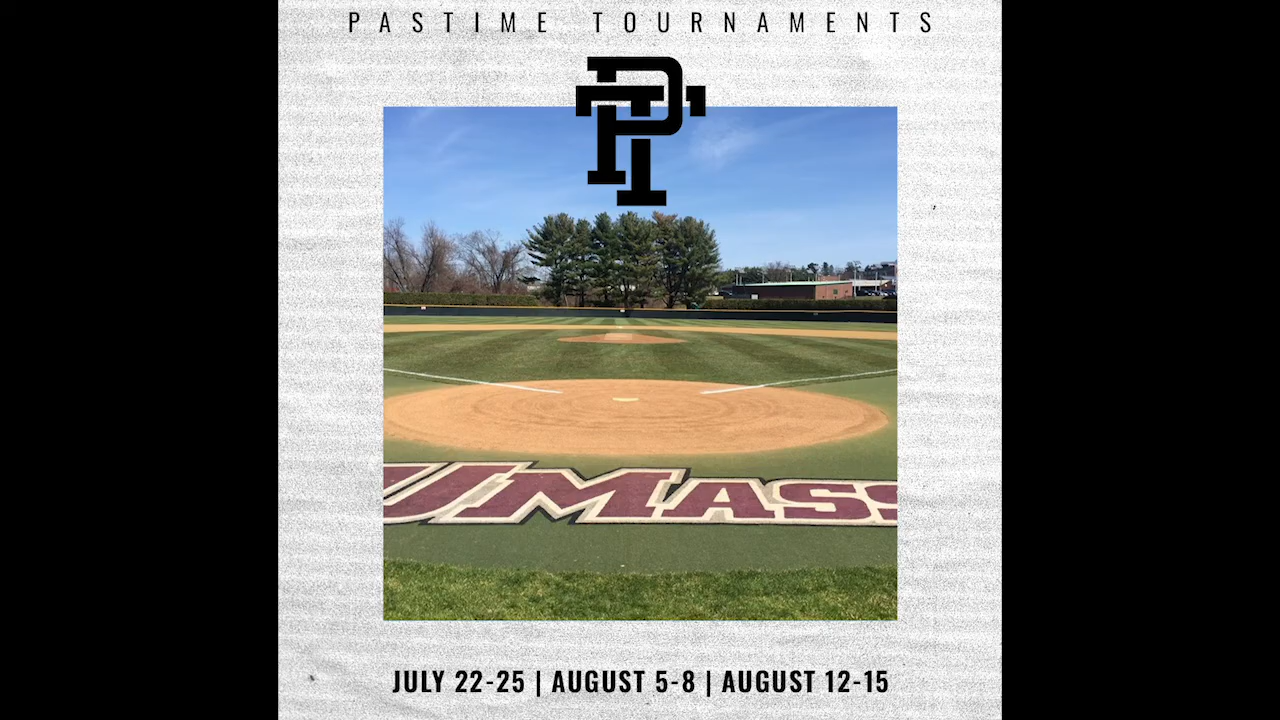 PASTIME TOURNAMENTS
PT
UMASS
JULY 22-25 | AUGUST 5-8 | AUGUST 12-15